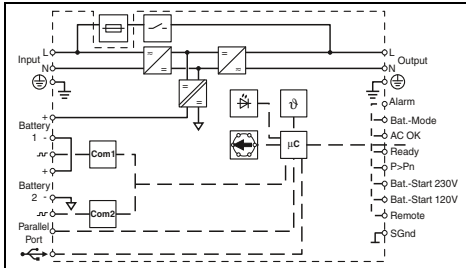 Input
L
N
+
Battery
1 -
+
Battery
2 -
Parallel
Port
Com1
Com2
ϑ
µC
L
Output
N
Alarm
Bat.-Mode
AC OK
Ready
P>Pn
Bat.-Start 230V
Bat.-Start 120V
Remote
SGnd